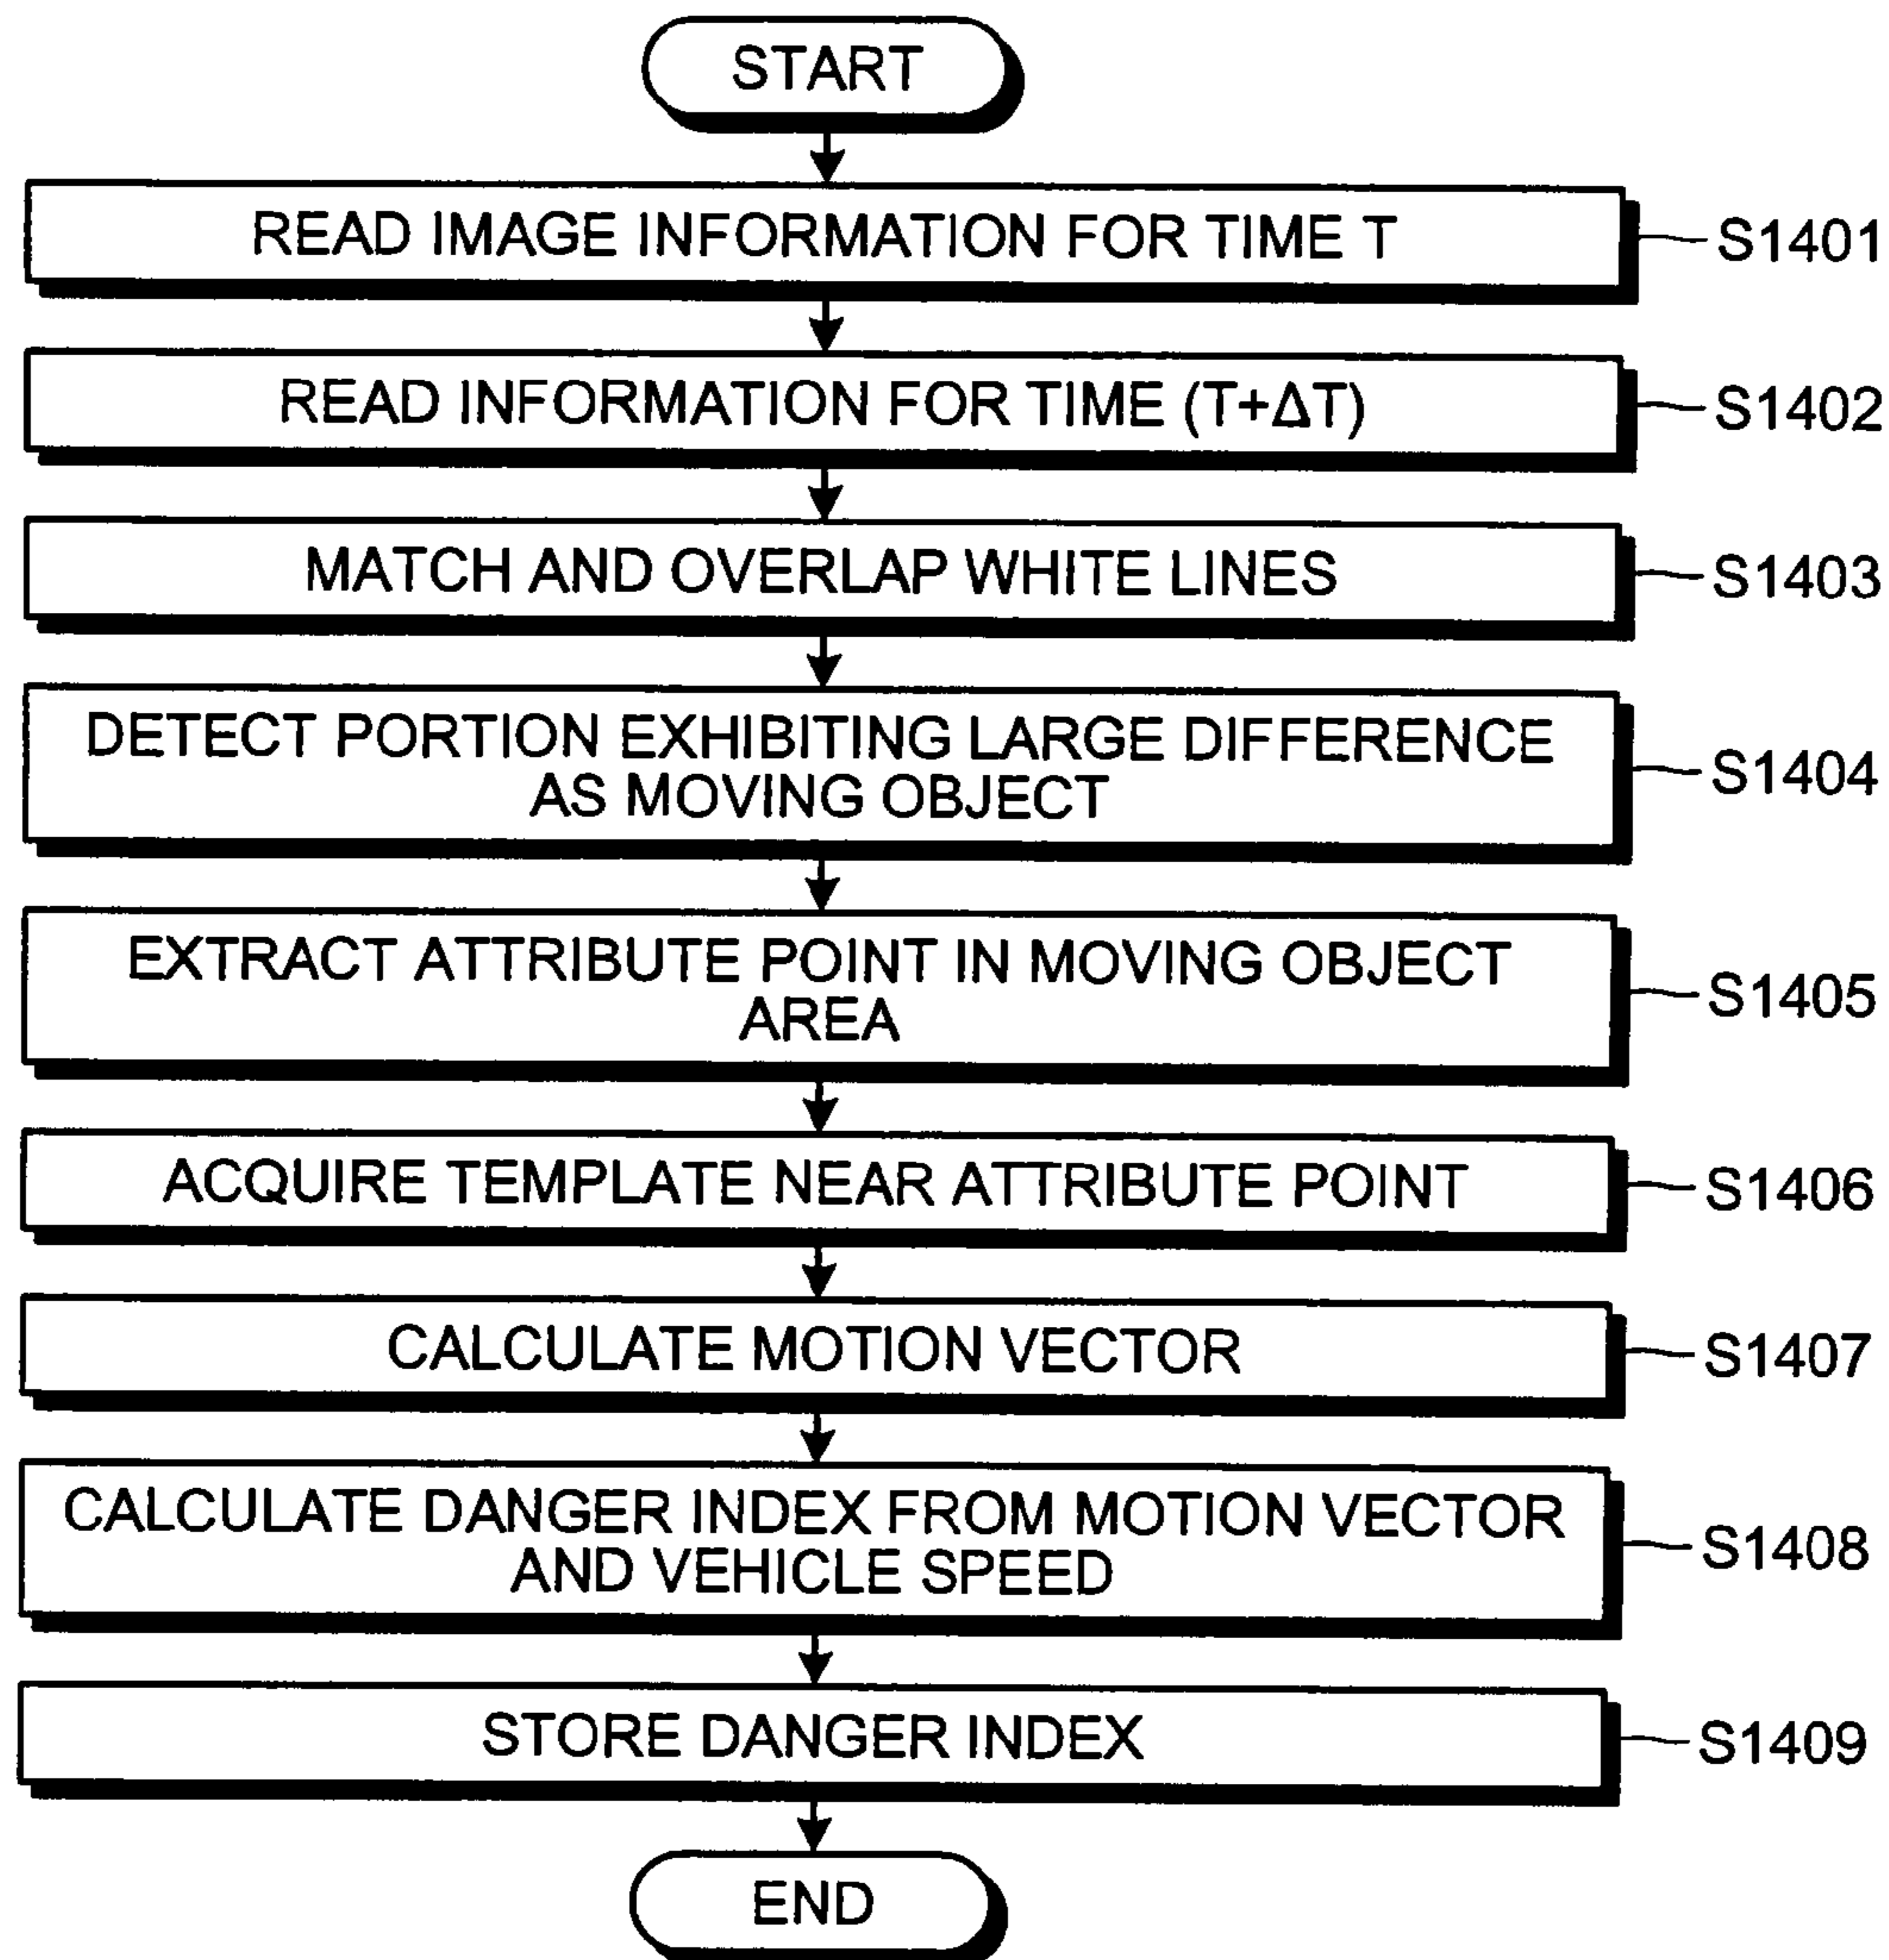 START
READ IMAGE INFORMATION FOR TIME T
S1401
READ INFORMATION FOR TIME (T+ΔT)
S1402
MATCH AND OVERLAP WHITE LINES
S1403
DETECT PORTION EXHIBITING LARGE DIFFERENCE
AS MOVING OBJECT
S1404
EXTRACT ATTRIBUTE POINT IN MOVING OBJECT
AREA
S1405
ACQUIRE TEMPLATE NEAR ATTRIBUTE POINT
S1406
CALCULATE MOTION VECTOR
S1407
CALCULATE DANGER INDEX FROM MOTION VECTOR
AND VEHICLE SPEED
S1408
STORE DANGER INDEX
S1409
END